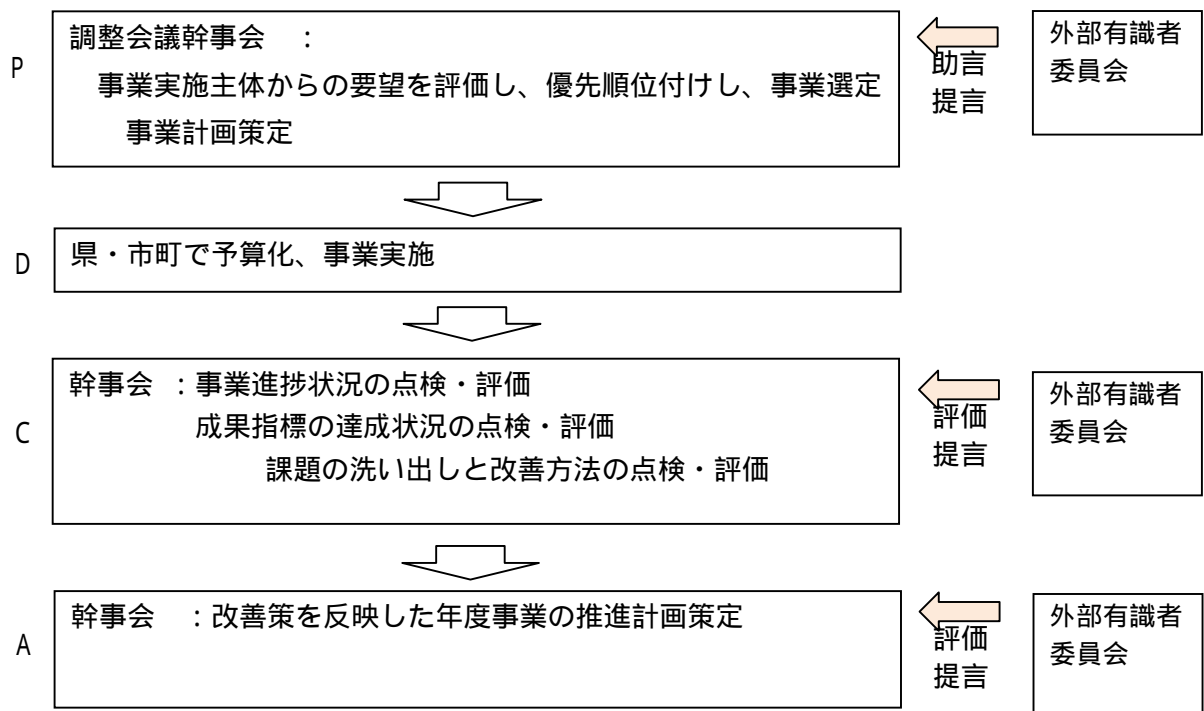 P
調整会議幹事会　：
事業実施主体からの要望を評価し、優先順位付けし、事業選定
事業計画策定
助言
提言
外部有識者
委員会
D
県・市町で予算化、事業実施
C
幹事会　：事業進捗状況の点検・評価
成果指標の達成状況の点検・評価
課題の洗い出しと改善方法の点検・評価
評価
提言
外部有識者
委員会
A
幹事会　：改善策を反映した年度事業の推進計画策定
評価
提言
外部有識者
委員会